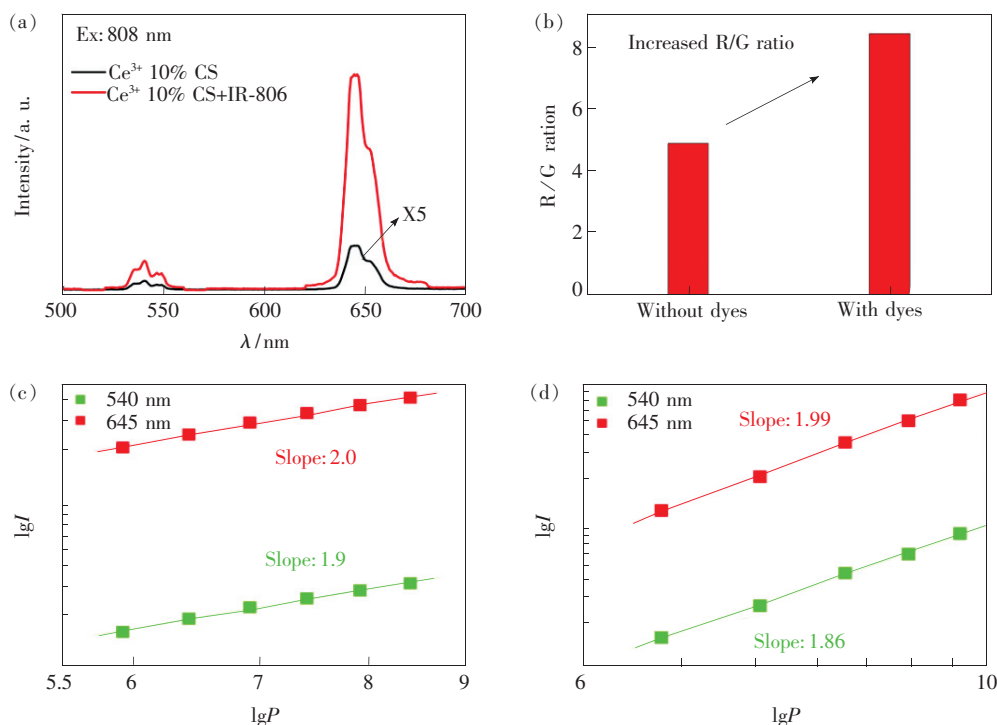 (a)
Ex: 808 nm
Ce³⁺ 10% CS
Ce³⁺ 10% CS+IR-806
X5
Intensity/a. u.
500 550 600 650 700
λ/nm
(b)
Increased R/G ratio
R/G ration
8
6
4
2
0
Without dyes With dyes
(c)
540 nm
645 nm
Slope: 2.0
Slope: 1.9
lgI
5.5 6 7 8 9
lgP
(d)
540 nm
645 nm
Slope: 1.99
Slope: 1.86
lgI
6 10
lgP